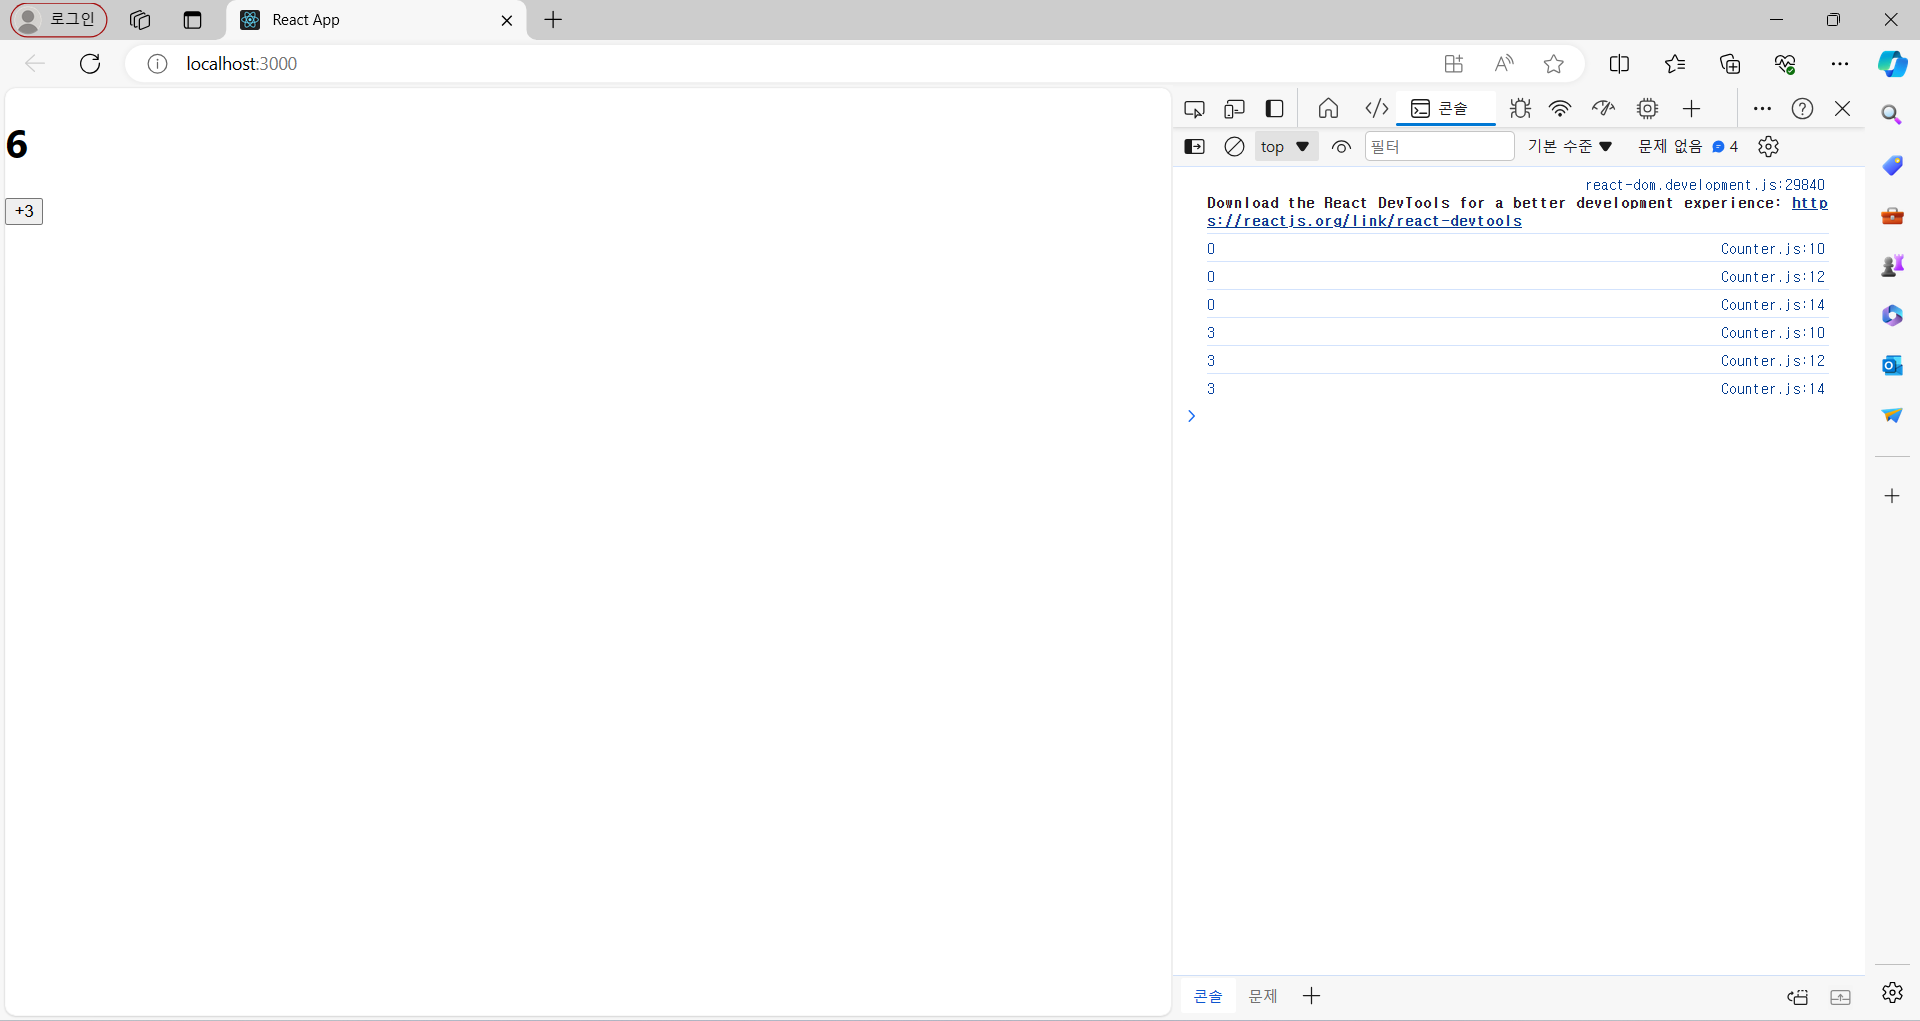 로그인
React App
localhost:3000
6
+3
콘솔
top
필터
기본 수준
문제 없음
4
react-dom.development.js:29840
Download the React DevTools for a better development experience: http
s://reactjs.org/link/react-devtools
0 Counter.js:10
0 Counter.js:12
0 Counter.js:14
3 Counter.js:10
3 Counter.js:12
3 Counter.js:14
콘솔 문제